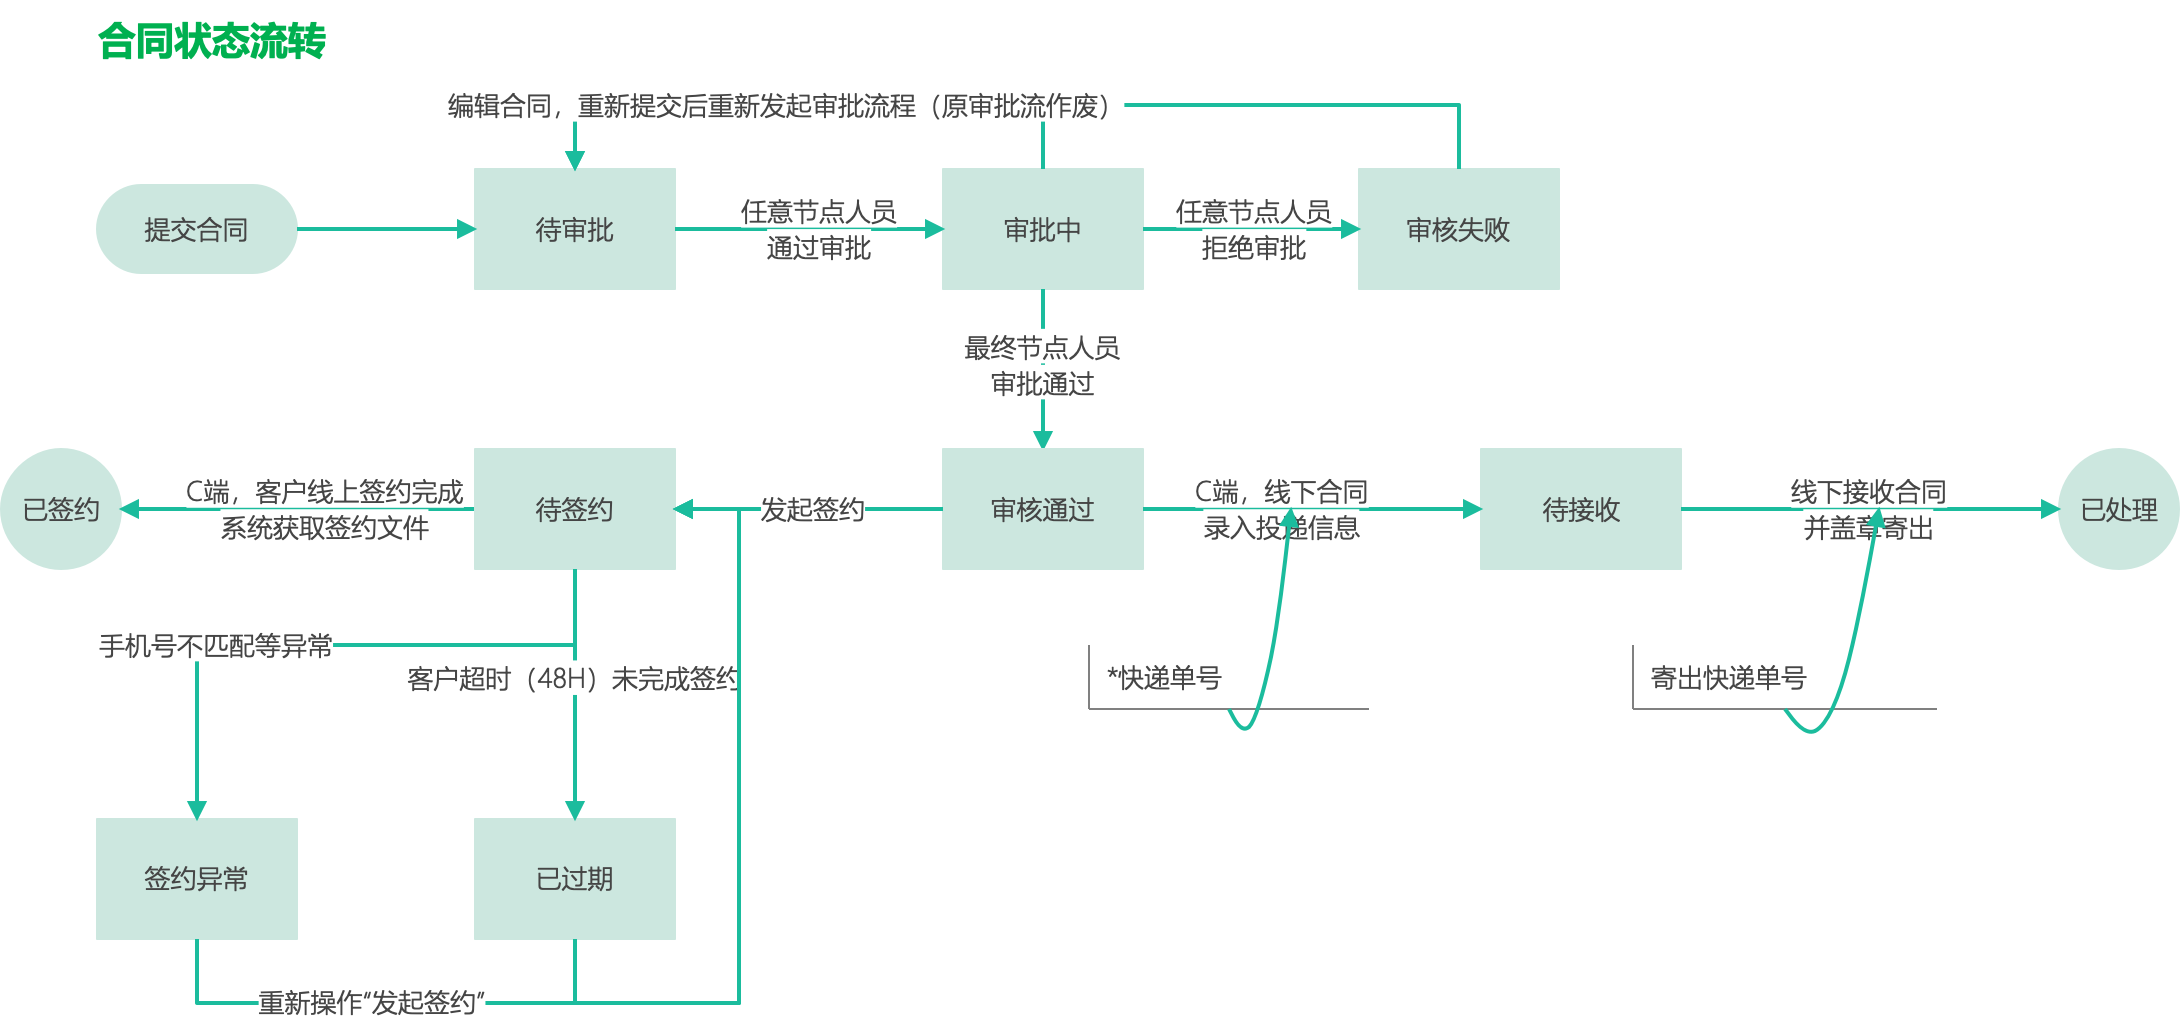 合同状态流转
编辑合同，重新提交后重新发起审批流程（原审批流作废）
提交合同
待审批
任意节点人员
通过审批
审批中
任意节点人员
拒绝审批
审核失败
最终节点人员
审批通过
已签约
C端，客户线上签约完成
系统获取签约文件
待签约
发起签约
审核通过
C端，线下合同
录入投递信息
待接收
线下接收合同
并盖章寄出
已处理
手机号不匹配等异常
客户超时（48H）未完成签约
*快递单号
寄出快递单号
签约异常
已过期
重新操作“发起签约”